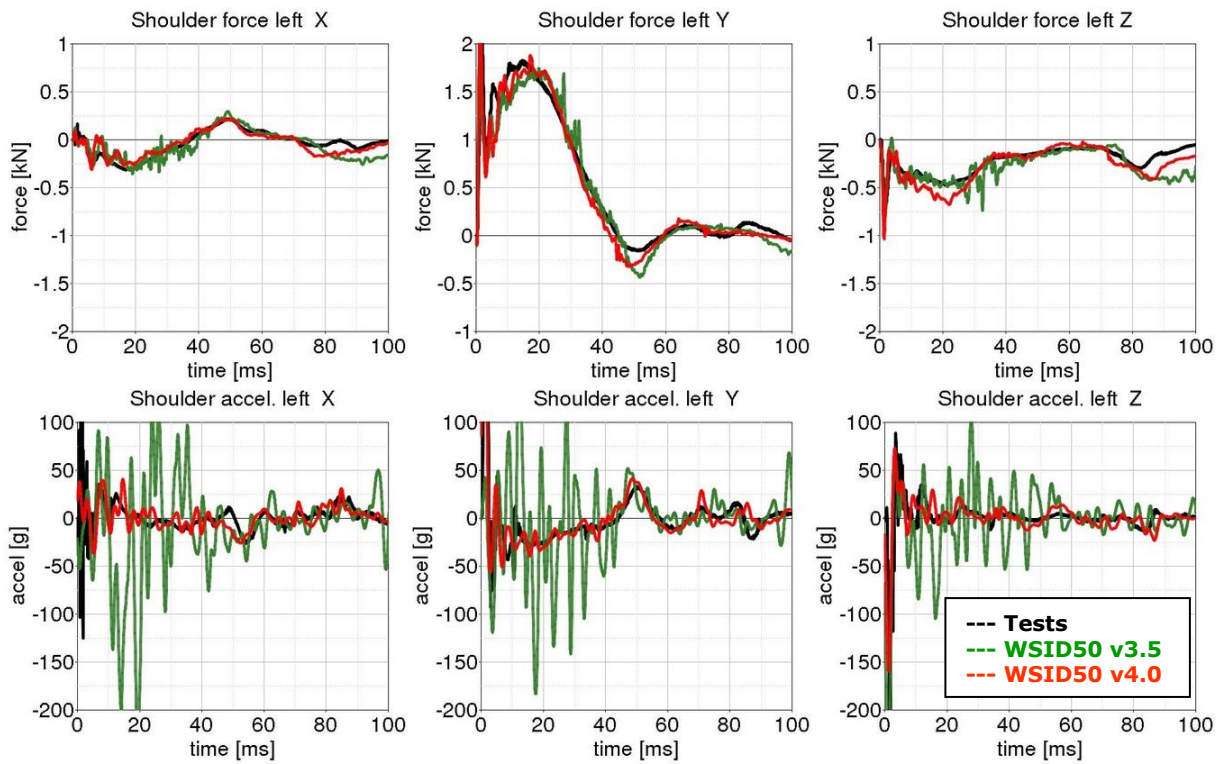 Shoulder force left X
Shoulder force left Y
Shoulder force left Z
1
0.5
0
-0.5
-1
-1.5
-2
force [kN]
0 20 40 60 80 100
time [ms]
2
1.5
1
0.5
0
-0.5
-1
force [kN]
0 20 40 60 80 100
time [ms]
1
0.5
0
-0.5
-1
-1.5
-2
force [kN]
0 20 40 60 80 100
time [ms]
Shoulder accel. left X
Shoulder accel. left Y
Shoulder accel. left Z
100
50
0
-50
-100
-150
-200
accel [g]
0 20 40 60 80 100
time [ms]
100
50
0
-50
-100
-150
-200
accel [g]
0 20 40 60 80 100
time [ms]
100
50
0
-50
-100
-150
-200
accel [g]
0 20 40 60 80 100
time [ms]
--- Tests
--- WSID50 v3.5
--- WSID50 v4.0